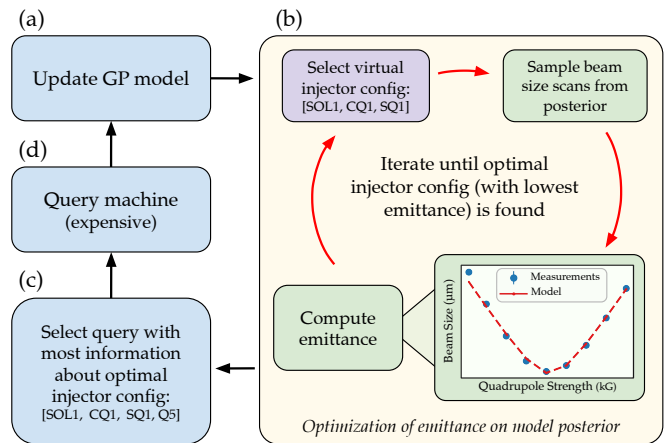 (a)
Update GP model
(d)
Query machine
(expensive)
(c)
Select query with
most information
about optimal
injector config:
[SOL1, CQ1, SQ1, Q5]
(b)
Select virtual
injector config:
[SOL1, CQ1, SQ1]
Sample beam
size scans from
posterior
Iterate until optimal
injector config (with lowest
emittance) is found
Compute
emittance
Measurements
Model
Beam Size (μm)
Quadrupole Strength (kG)
Optimization of emittance on model posterior